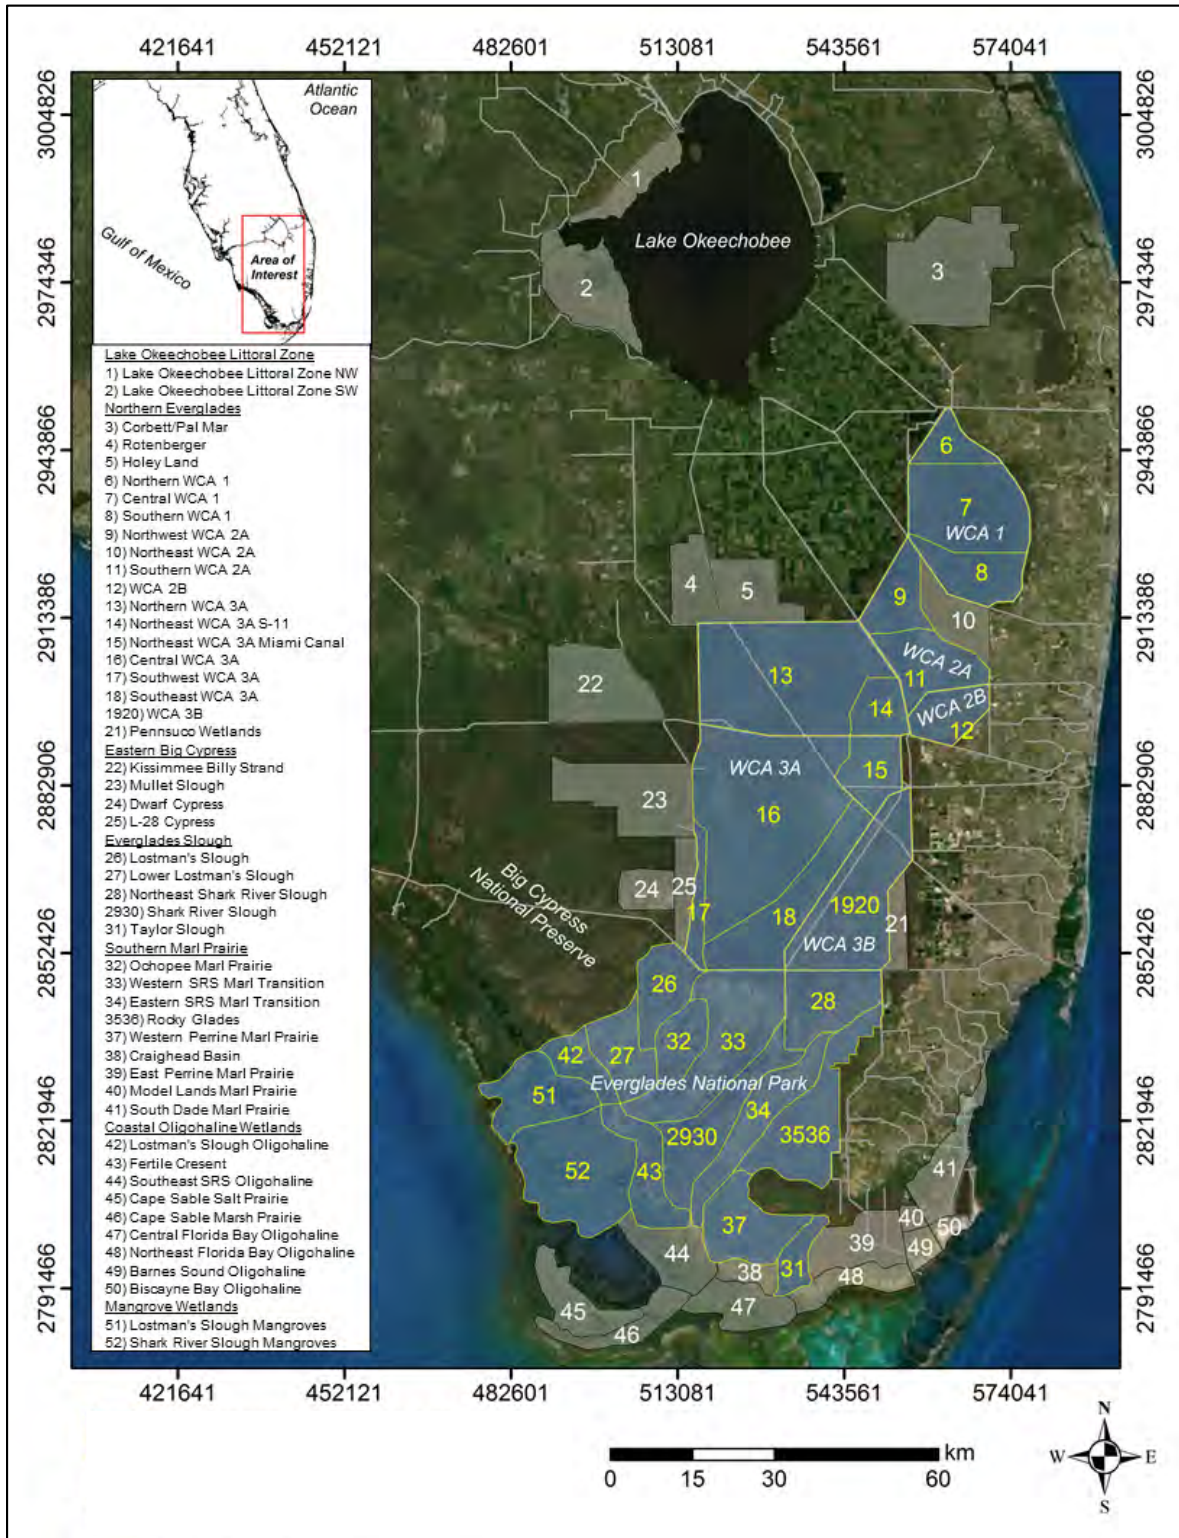 421641 452121 482601 513081 543561 574041
3004826
2974346
2943866
2913386
2882906
2852426
2821946
2791466
Atlantic
Ocean
Gulf of Mexico
Area of
Interest
Lake Okeechobee Littoral Zone
1) Lake Okeechobee Littoral Zone NW
2) Lake Okeechobee Littoral Zone SW
Northern Everglades
3) Corbett/Pal Mar
4) Rotenberger
5) Holey Land
6) Northern WCA 1
7) Central WCA 1
8) Southern WCA 1
9) Northwest WCA 2A
10) Northeast WCA 2A
11) Southern WCA 2A
12) WCA 2B
13) Northern WCA 3A
14) Northeast WCA 3A S-11
15) Northeast WCA 3A Miami Canal
16) Central WCA 3A
17) Southwest WCA 3A
18) Southeast WCA 3A
1920) WCA 3B
21) Pennsuco Wetlands
Eastern Big Cypress
22) Kissimmee Billy Strand
23) Mullet Slough
24) Dwarf Cypress
25) L-28 Cypress
Everglades Slough
26) Lostman's Slough
27) Lower Lostman's Slough
28) Northeast Shark River Slough
2930) Shark River Slough
31) Taylor Slough
Southern Marl Prairie
32) Ochopee Marl Prairie
33) Western SRS Marl Transition
34) Eastern SRS Marl Transition
3536) Rocky Glades
37) Western Perrine Marl Prairie
38) Craighead Basin
39) East Perrine Marl Prairie
40) Model Lands Marl Prairie
41) South Dade Marl Prairie
Coastal Oligohaline Wetlands
42) Lostman's Slough Oligohaline
43) Fertile Cresent
44) Southeast SRS Oligohaline
45) Cape Sable Salt Prairie
46) Cape Sable Marsh Prairie
47) Central Florida Bay Oligohaline
48) Northeast Florida Bay Oligohaline
49) Barnes Sound Oligohaline
50) Biscayne Bay Oligohaline
Mangrove Wetlands
51) Lostman's Slough Mangroves
52) Shark River Slough Mangroves
1
Lake Okeechobee
2
3
6
7
WCA 1
8
4
5
9
10
22
13
WCA 2A
11
14
WCA 2B
12
WCA 3A
15
23
16
24
25
17
18
1920
21
WCA 3B
Big Cypress
National Preserve
26
28
32
33
42
27
Everglades National Park
51
34
2930
3536
52
43
41
37
40
50
39
49
44
38
31
48
45
47
46
3004826
2974346
2943866
2913386
2882906
2852426
2821946
2791466
421641 452121 482601 513081 543561 574041
km
0 15 30 60
N
W E
S